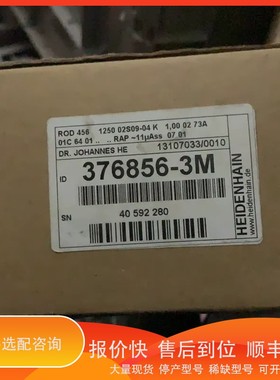 ROD 456 1250 02S09-04 K 1,00 02 73A
01C 64 01 .. .. RAP ~11µAss 07 01
DR. JOHANNES HE 13107033/0010
ID 376856-3M
SN 40 592 280
HEIDENHAIN
www.heidenhain.de
选配咨询
报价快 售后到位 顺丰
大量现货 停产型号 稀缺型号 可开